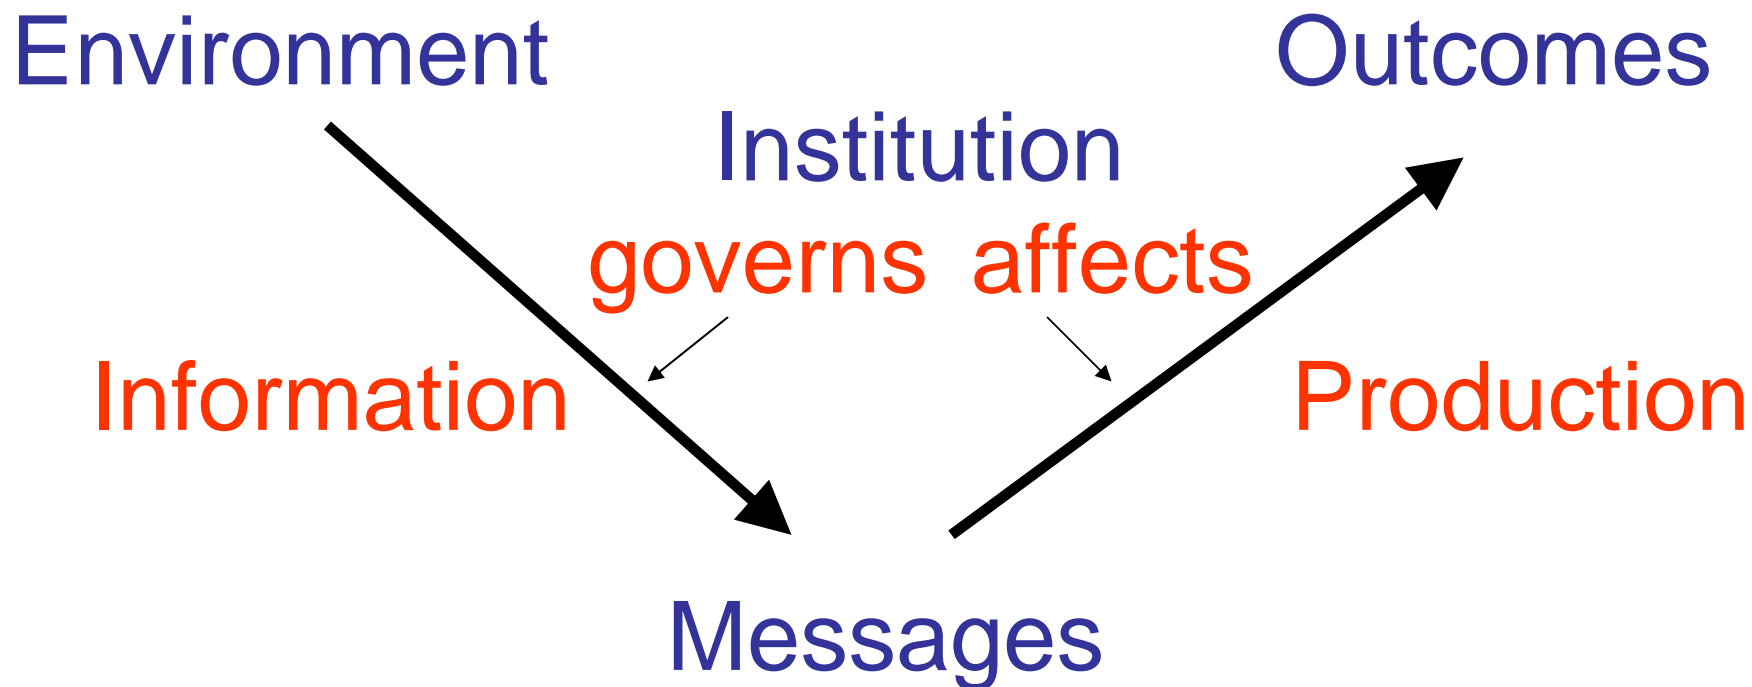 Environment
Outcomes
Institution
governs affects
Information
Production
Messages